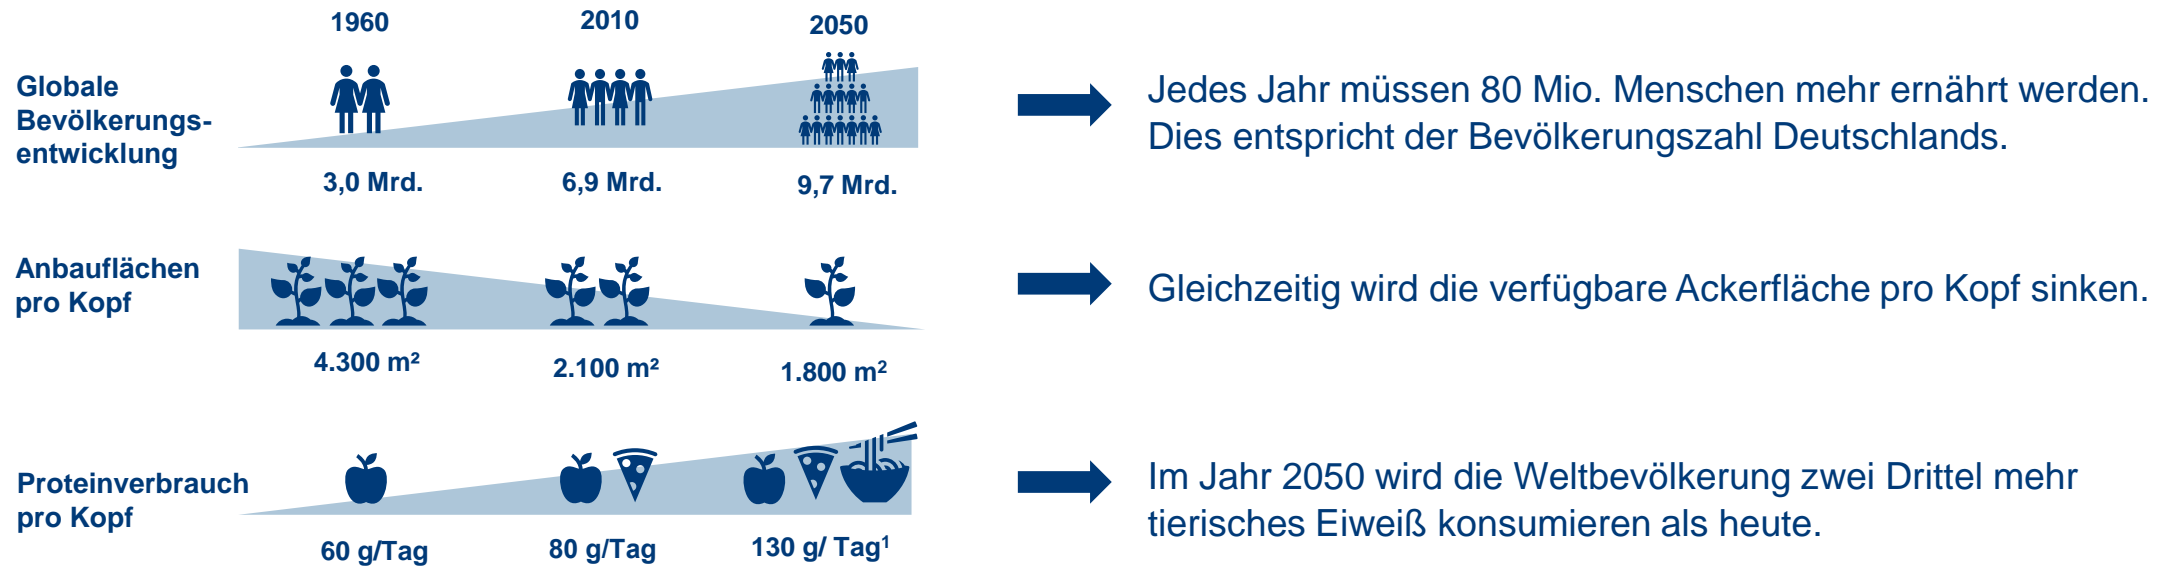 1960
2010
2050
Globale
Bevölkerungs-
entwicklung
3,0 Mrd.
6,9 Mrd.
9,7 Mrd.
Jedes Jahr müssen 80 Mio. Menschen mehr ernährt werden.
Dies entspricht der Bevölkerungszahl Deutschlands.
Anbauflächen
pro Kopf
4.300 m²
2.100 m²
1.800 m²
Gleichzeitig wird die verfügbare Ackerfläche pro Kopf sinken.
Proteinverbrauch
pro Kopf
60 g/Tag
80 g/Tag
130 g/ Tag¹
Im Jahr 2050 wird die Weltbevölkerung zwei Drittel mehr
tierisches Eiweiß konsumieren als heute.